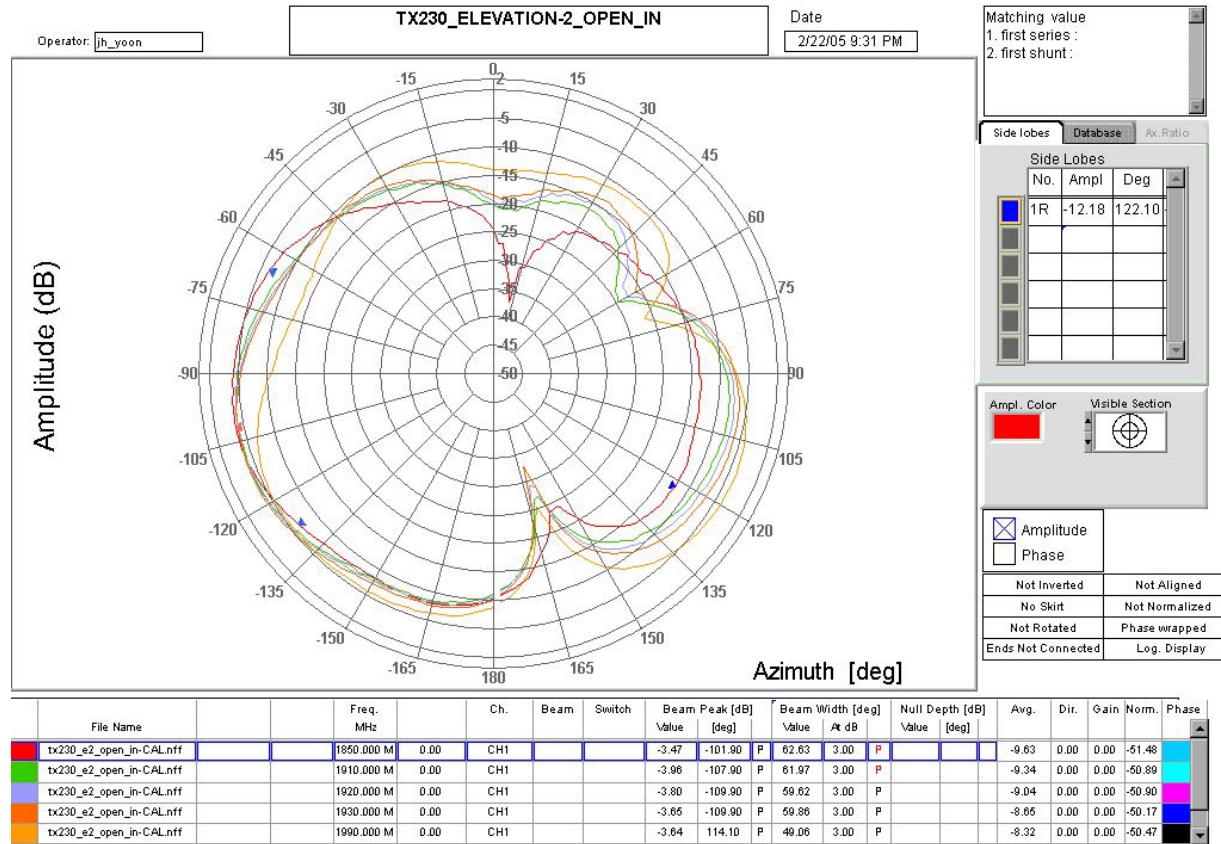 TX230_ELEVATION-2_OPEN_IN
Operator: jh_yoon
Date
2/22/05 9:31 PM
Matching value
1. first series :
2. first shunt :
Side lobes Database Ax.Ratio
Side Lobes
No. Ampl Deg
1R -12.18 122.10
Ampl. Color Visible Section
Amplitude
Phase
Not Inverted Not Aligned
No Skirt Not Normalized
Not Rotated Phase wrapped
Ends Not Connected Log. Display
Amplitude (dB)
Azimuth [deg]
0
15
30
45
60
75
90
105
120
135
150
165
180
-165
-150
-135
-120
-105
-90
-75
-60
-45
-30
-15
2
-5
-10
-15
-20
-25
-30
-35
-40
-45
-50
File Name Freq. MHz Ch. Beam Switch Beam Peak [dB] Value [deg] Beam Width [deg] Value At dB Null Depth [dB] Value [deg] Avg. Dir. Gain Norm. Phase
tx230_e2_open_in-CAL.nff 1850.000 M 0.00 CH1 -3.47 -101.90 P 62.63 3.00 P -9.63 0.00 0.00 -51.48
tx230_e2_open_in-CAL.nff 1910.000 M 0.00 CH1 -3.96 -107.90 P 61.97 3.00 P -9.34 0.00 0.00 -50.89
tx230_e2_open_in-CAL.nff 1920.000 M 0.00 CH1 -3.80 -109.90 P 59.62 3.00 P -9.04 0.00 0.00 -50.90
tx230_e2_open_in-CAL.nff 1930.000 M 0.00 CH1 -3.65 -109.90 P 59.86 3.00 P -8.65 0.00 0.00 -50.17
tx230_e2_open_in-CAL.nff 1990.000 M 0.00 CH1 -3.64 114.10 P 49.06 3.00 P -8.32 0.00 0.00 -50.47